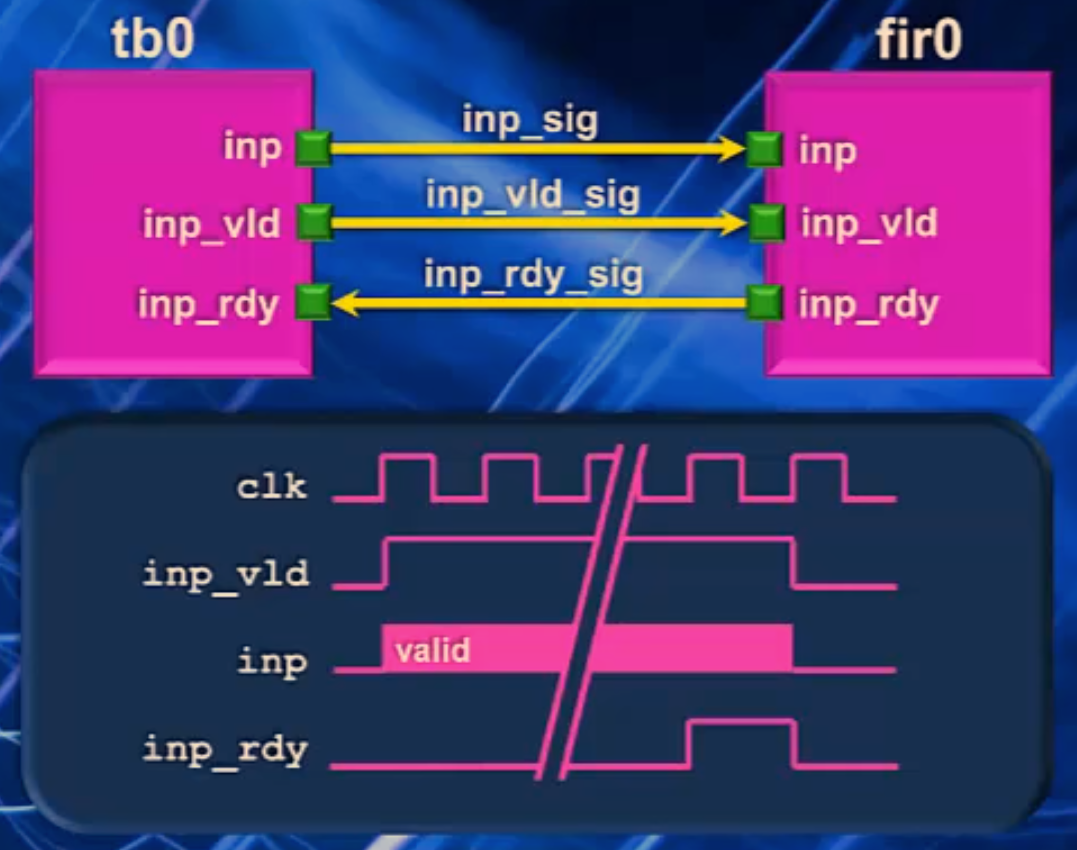 tb0
fir0
inp
inp_sig
inp
inp_vld
inp_vld_sig
inp_vld
inp_rdy
inp_rdy_sig
inp_rdy
clk
inp_vld
inp
valid
inp_rdy